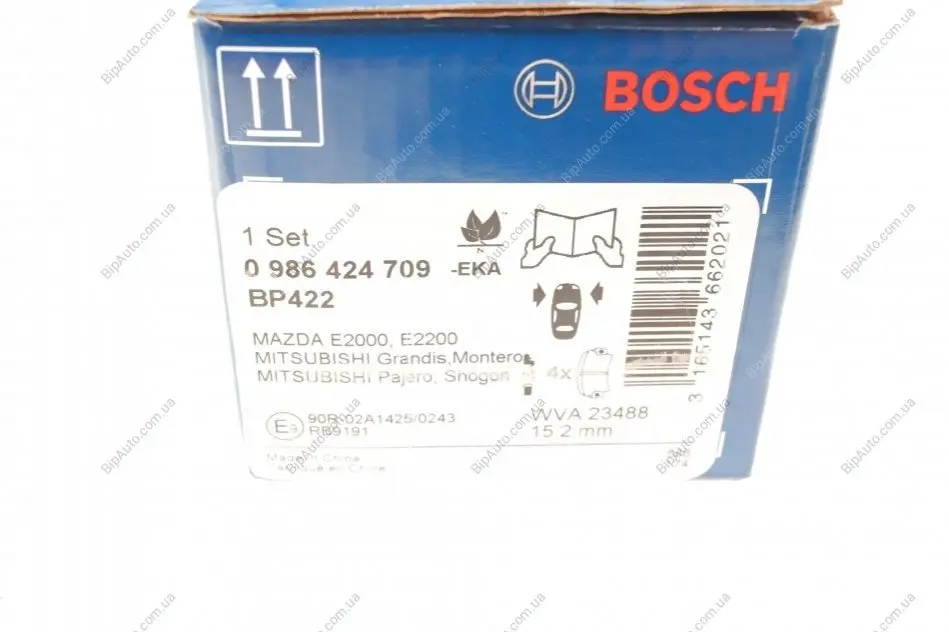 BOSCH
1 Set
0 986 424 709 -EKA
BP422
MAZDA E2000, E2200
MITSUBISHI Grandis,Montero
MITSUBISHI Pajero, Shogon
4x
90R-02A1425/0243
RB9191
WVA 23488
15.2 mm
Made in China
3 165143 662021
BipAuto.com.ua